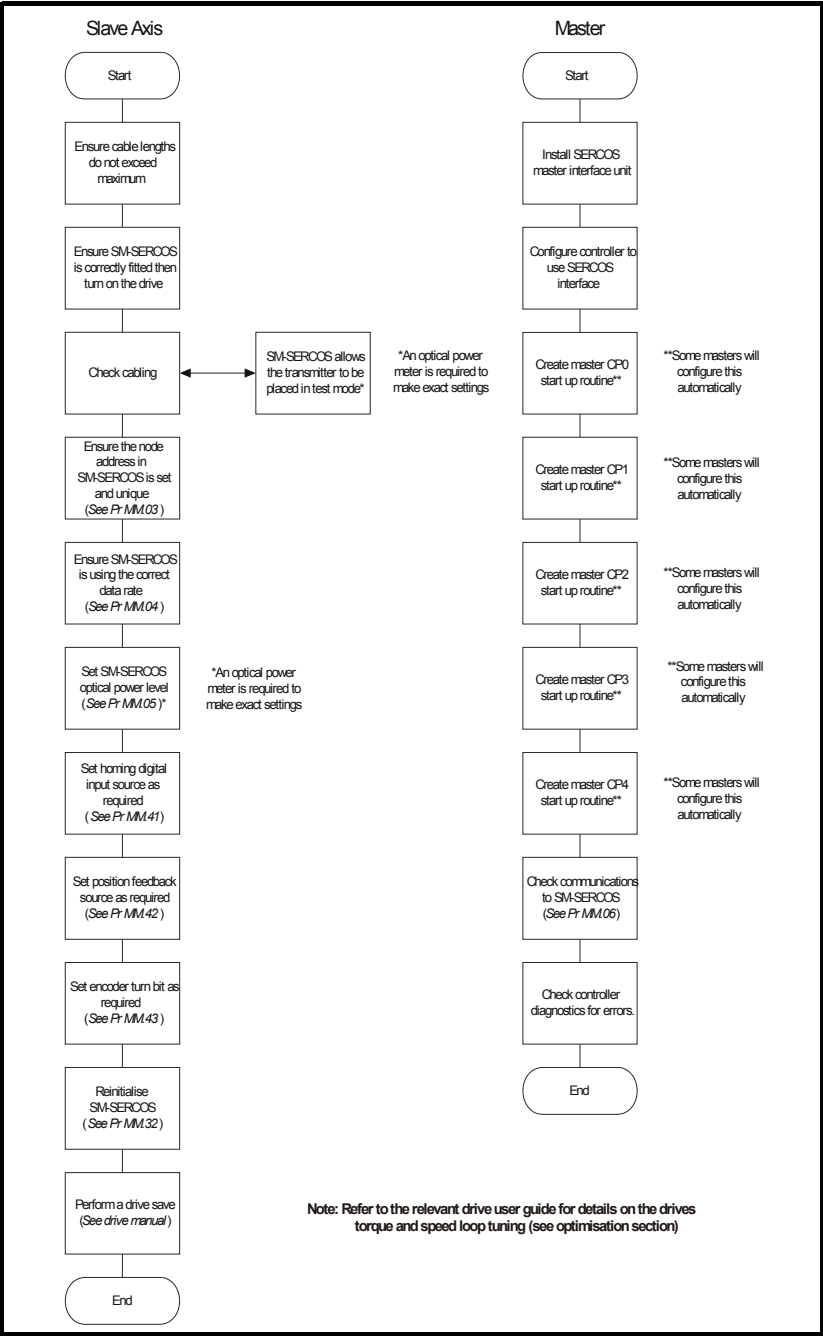 Slave Axis
Start
Ensure cable lengths
do not exceed
maximum
Ensure SM-SERCOS
is correctly fitted then
turn on the drive
Check cabling
SM-SERCOS allows
the transmitter to be
placed in test mode*
*An optical power
meter is required to
make exact settings
Ensure the node
address in
SM-SERCOS is set
and unique
(See Pr MM.03)
Ensure SM-SERCOS
is using the correct
data rate
(See Pr MM.04)
Set SM-SERCOS
optical power level
(See Pr MM.05)*
*An optical power
meter is required to
make exact settings
Set homing digital
input source as
required
(See Pr MM.41)
Set position feedback
source as required
(See Pr MM.42)
Set encoder turn bit as
required
(See Pr MM.43)
Reinitialise
SM-SERCOS
(See Pr MM.32)
Perform a drive save
(See drive manual)
End
Master
Start
Install SERCOS
master interface unit
Configure controller to
use SERCOS
interface
Create master CP0
start up routine**
**Some masters will
configure this
automatically
Create master CP1
start up routine**
**Some masters will
configure this
automatically
Create master CP2
start up routine**
**Some masters will
configure this
automatically
Create master CP3
start up routine**
**Some masters will
configure this
automatically
Create master CP4
start up routine**
**Some masters will
configure this
automatically
Check communications
to SM-SERCOS
(See Pr MM.06)
Check controller
diagnostics for errors.
End
Note: Refer to the relevant drive user guide for details on the drives
torque and speed loop tuning (see optimisation section)